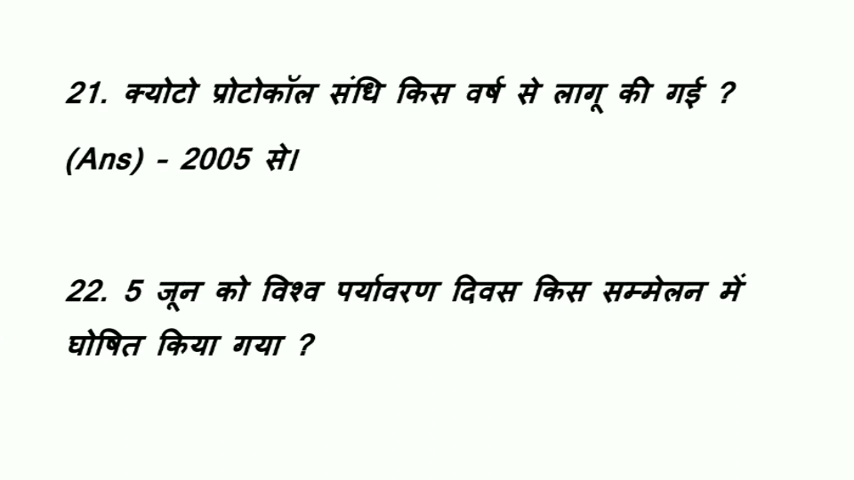 21. क्योटो प्रोटोकॉल संधि किस वर्ष से लागू की गई ?
(Ans) - 2005 से।
22. 5 जून को विश्व पर्यावरण दिवस किस सम्मेलन में
घोषित किया गया ?